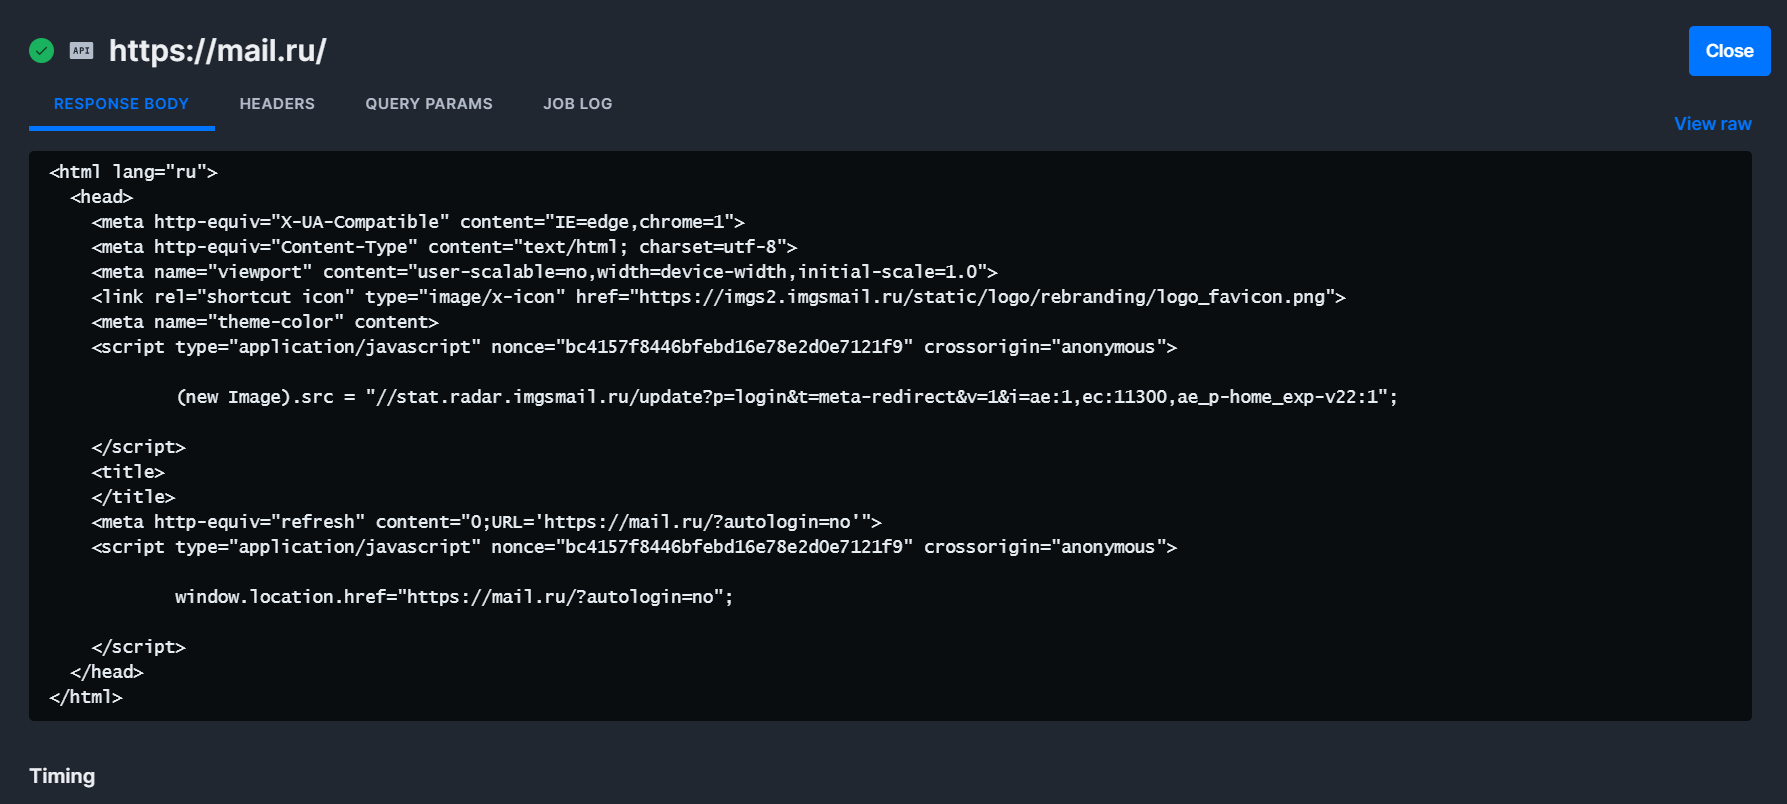 API https://mail.ru/
Close
RESPONSE BODY HEADERS QUERY PARAMS JOB LOG
View raw
<html lang="ru">
<head>
<meta http-equiv="X-UA-Compatible" content="IE=edge,chrome=1">
<meta http-equiv="Content-Type" content="text/html; charset=utf-8">
<meta name="viewport" content="user-scalable=no,width=device-width,initial-scale=1.0">
<link rel="shortcut icon" type="image/x-icon" href="https://imgs2.imgsmail.ru/static/logo/rebranding/logo_favicon.png">
<meta name="theme-color" content>
<script type="application/javascript" nonce="bc4157f8446bfebd16e78e2d0e7121f9" crossorigin="anonymous">
(new Image).src = "//stat.radar.imgsmail.ru/update?p=login&t=meta-redirect&v=1&i=ae:1,ec:11300,ae_p-home_exp-v22:1";
</script>
<title>
</title>
<meta http-equiv="refresh" content="0;URL='https://mail.ru/?autologin=no'">
<script type="application/javascript" nonce="bc4157f8446bfebd16e78e2d0e7121f9" crossorigin="anonymous">
window.location.href="https://mail.ru/?autologin=no";
</script>
</head>
</html>
Timing